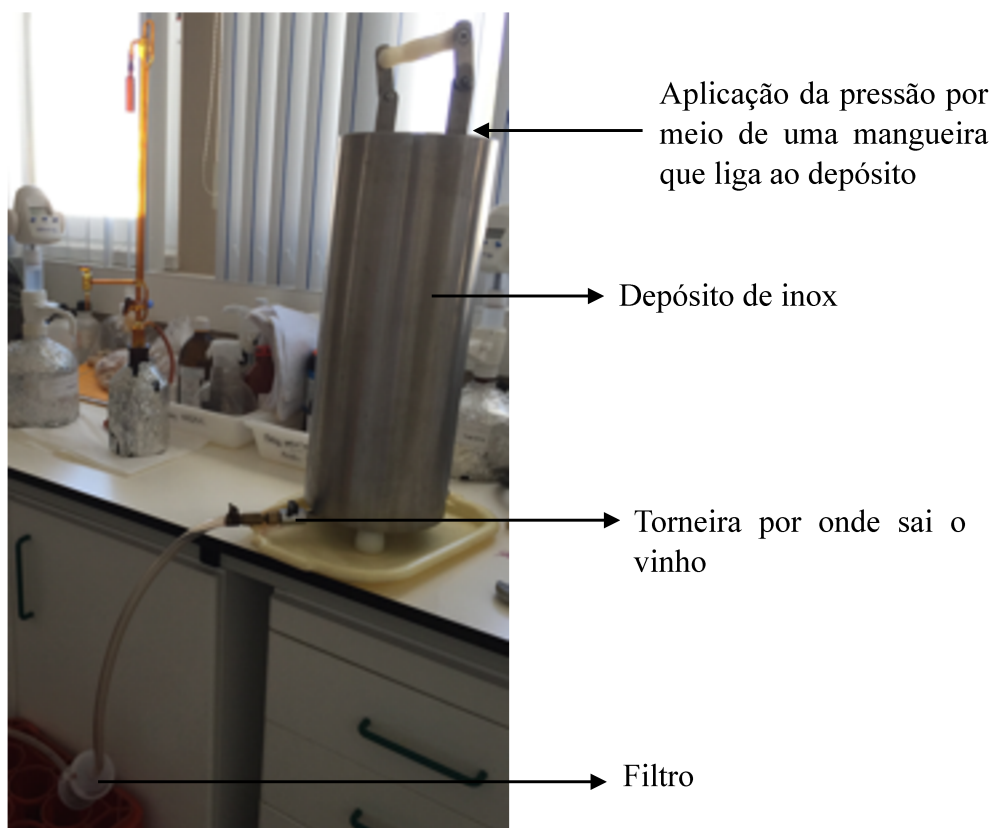 Aplicação da pressão por
meio de uma mangueira
que liga ao depósito
Depósito de inox
Torneira por onde sai o
vinho
Filtro